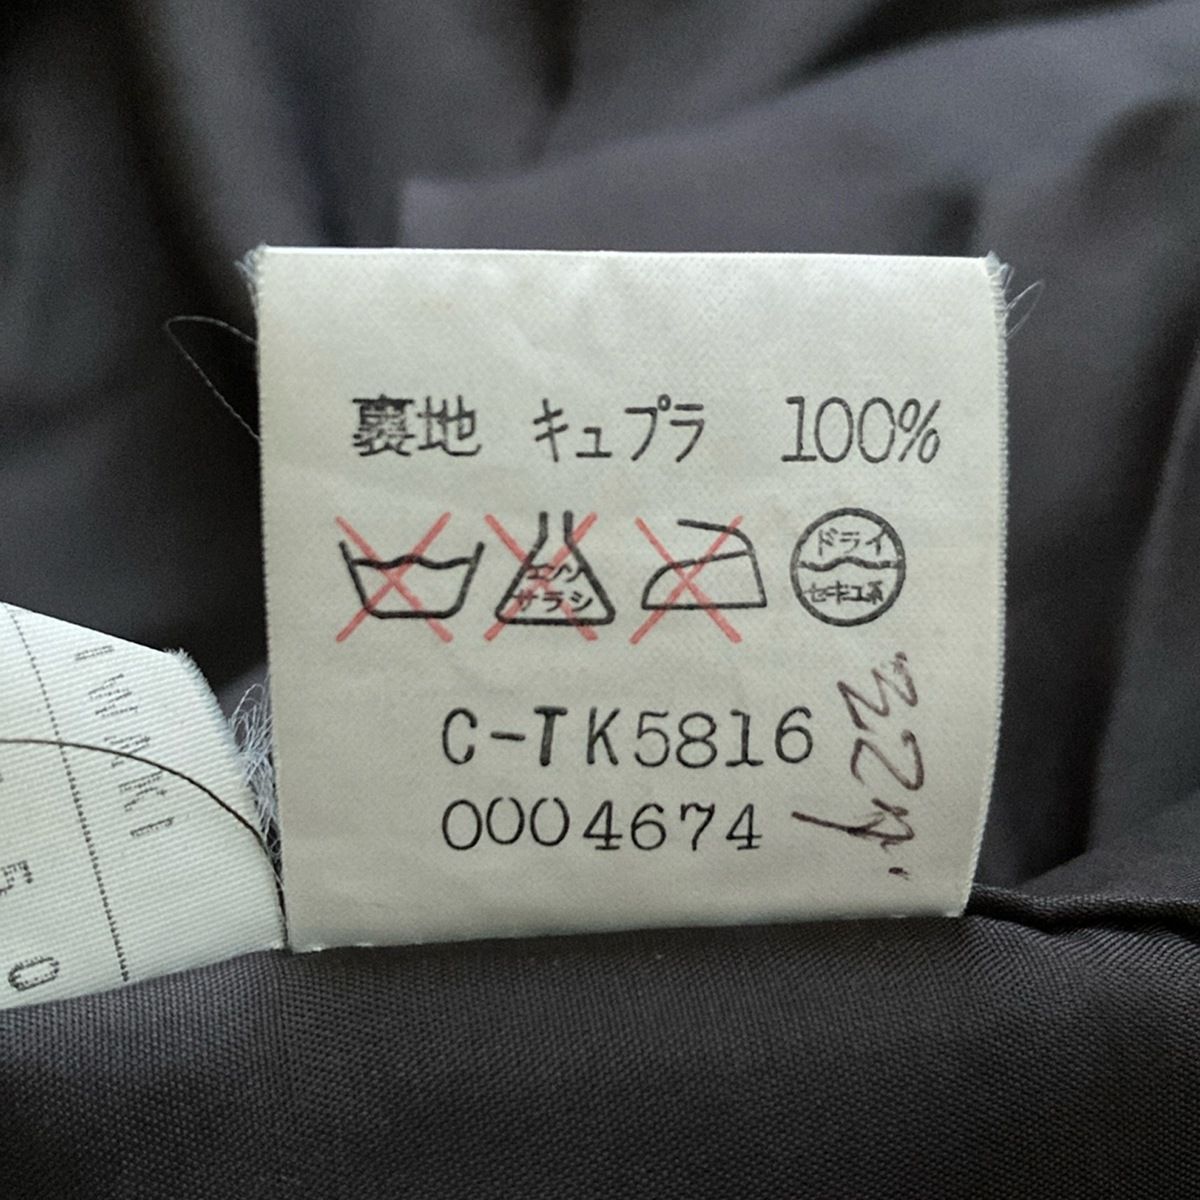 裏地 キュプラ 100%
エンソ
サラシ
ドライ
セキユ系
C-TK5816
0004674
50